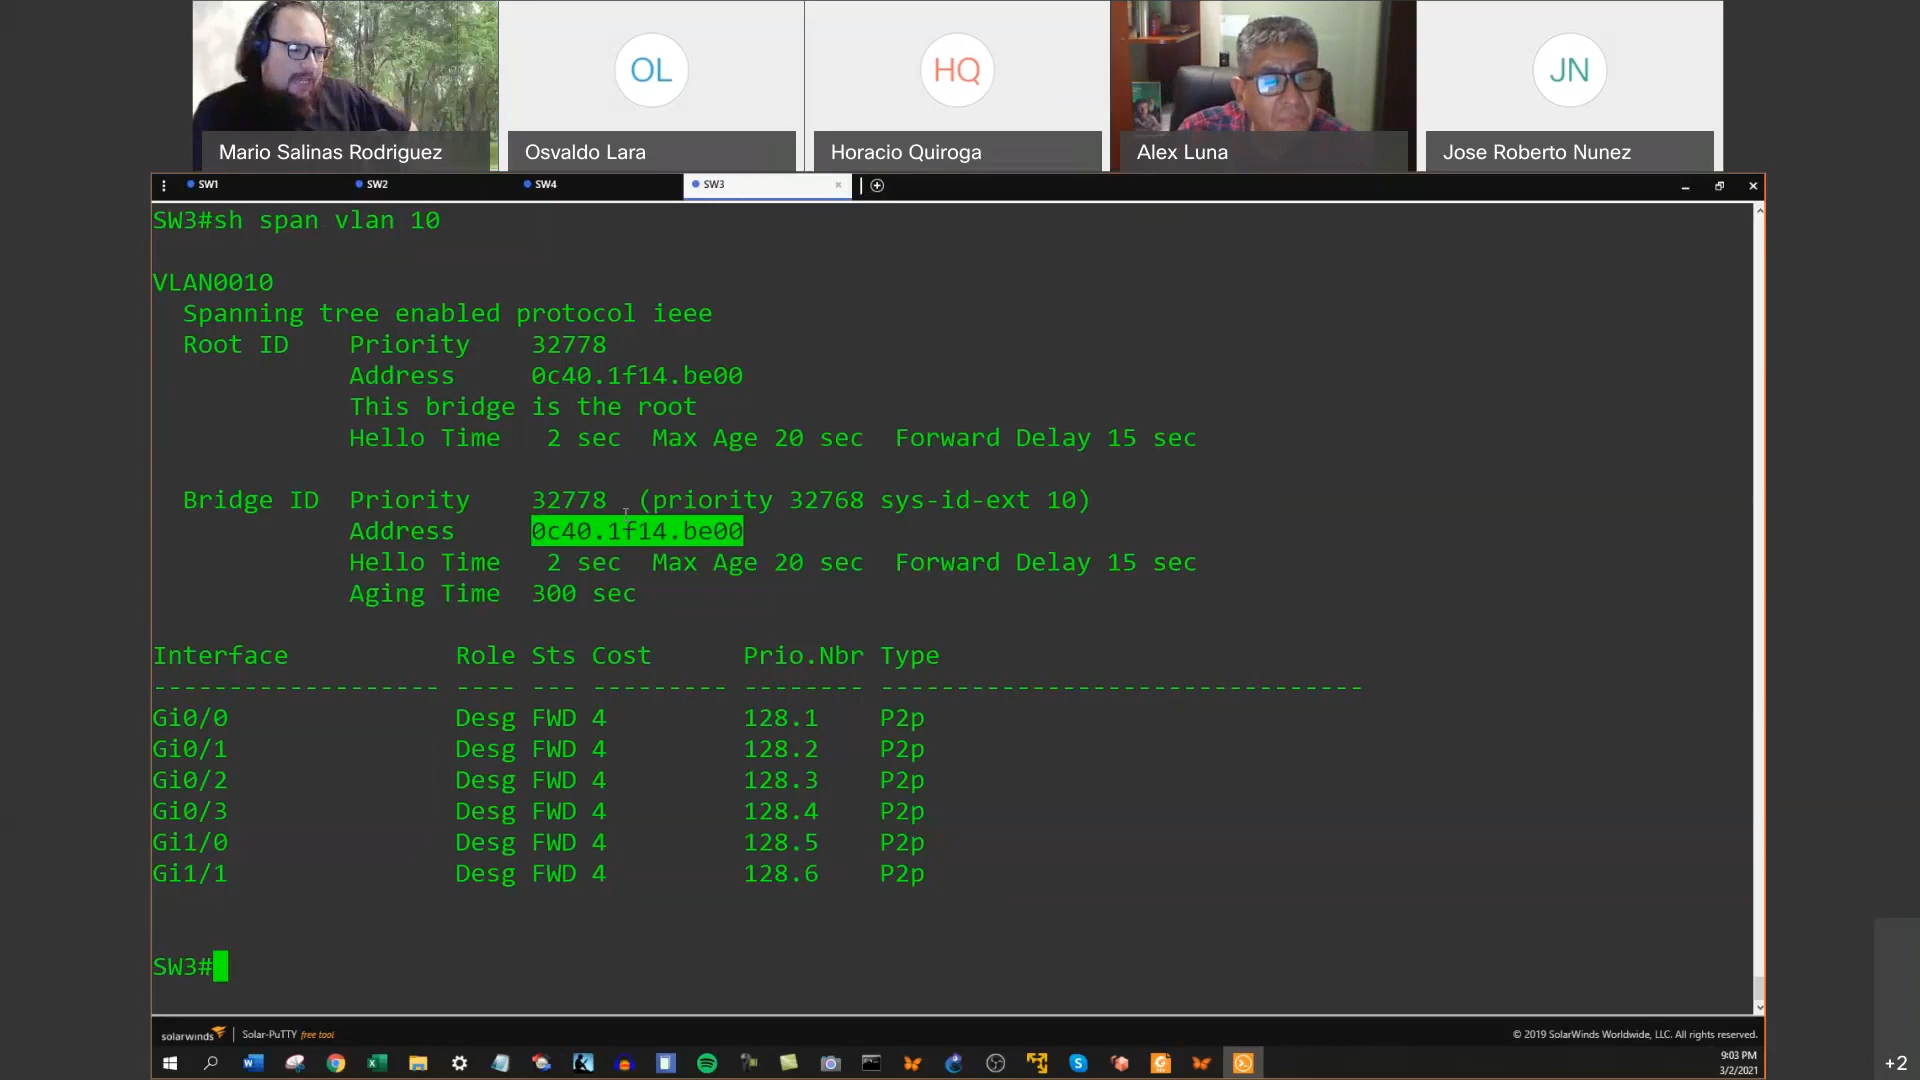 OL
HQ
JN
Mario Salinas Rodriguez
Osvaldo Lara
Horacio Quiroga
Alex Luna
Jose Roberto Nunez
SW1
SW2
SW4
SW3
SW3#sh span vlan 10
VLAN0010
Spanning tree enabled protocol ieee
Root ID Priority 32778
Address 0c40.1f14.be00
This bridge is the root
Hello Time 2 sec Max Age 20 sec Forward Delay 15 sec
Bridge ID Priority 32778 (priority 32768 sys-id-ext 10)
Address 0c40.1f14.be00
Hello Time 2 sec Max Age 20 sec Forward Delay 15 sec
Aging Time 300 sec
Interface Role Sts Cost Prio.Nbr Type
------------------- ---- --- --------- -------- --------------------------------
Gi0/0 Desg FWD 4 128.1 P2p
Gi0/1 Desg FWD 4 128.2 P2p
Gi0/2 Desg FWD 4 128.3 P2p
Gi0/3 Desg FWD 4 128.4 P2p
Gi1/0 Desg FWD 4 128.5 P2p
Gi1/1 Desg FWD 4 128.6 P2p
SW3#
solarwinds Solar-PuTTY free tool
© 2019 SolarWinds Worldwide, LLC. All rights reserved.
9:03 PM
3/2/2021
+2